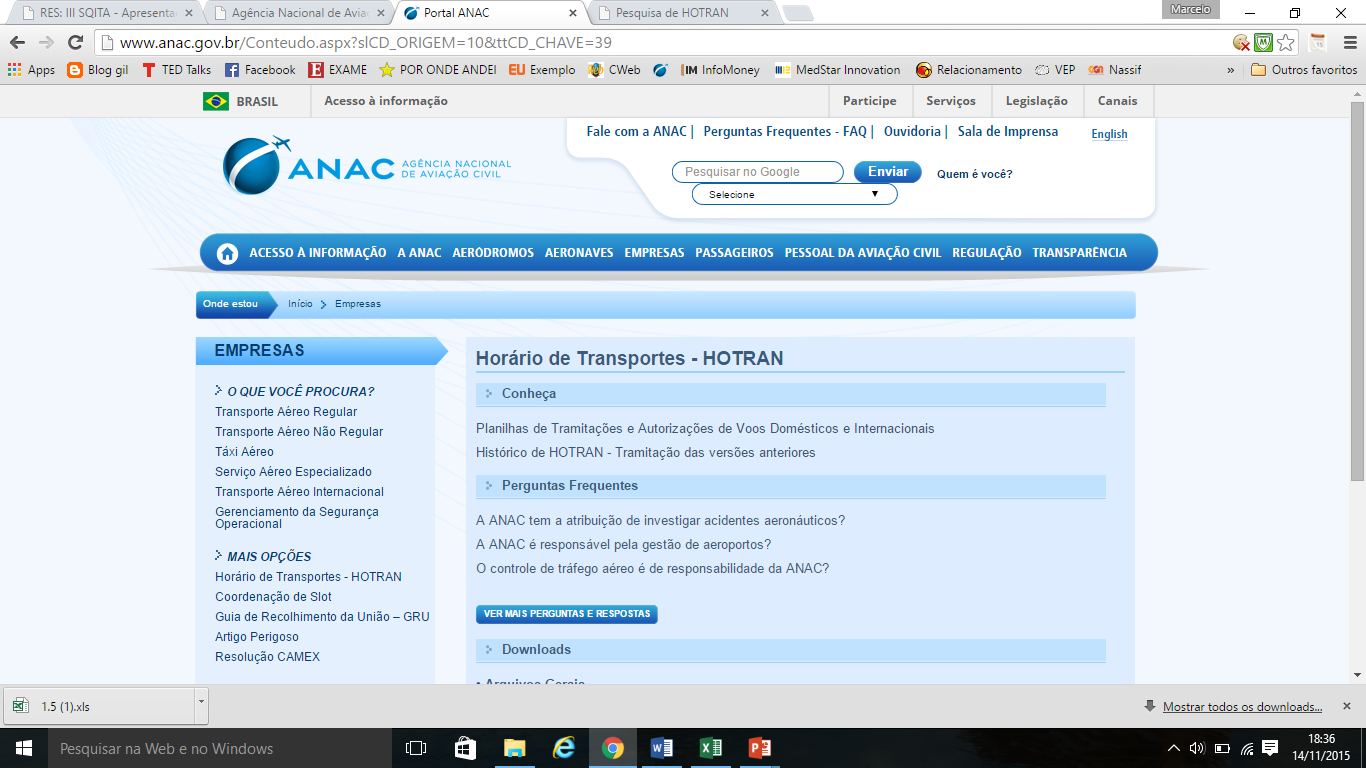 RES: III SQITA - Apresenta
Agência Nacional de Avia
Portal ANAC
Pesquisa de HOTRAN
Marcelo
www.anac.gov.br/Conteudo.aspx?slCD_ORIGEM=10&ttCD_CHAVE=39
Apps
Blog gil
TED Talks
Facebook
EXAME
POR ONDE ANDEI
EU Exemplo
CWeb
IM InfoMoney
MedStar Innovation
Relacionamento
VEP
Nassif
»
Outros favoritos
BRASIL
Acesso à informação
Participe
Serviços
Legislação
Canais
Fale com a ANAC | Perguntas Frequentes - FAQ | Ouvidoria | Sala de Imprensa
English
ANAC
AGÊNCIA NACIONAL
DE AVIAÇÃO CIVIL
Pesquisar no Google
Enviar
Quem é você?
Selecione
ACESSO À INFORMAÇÃO A ANAC AERÓDROMOS AERONAVES EMPRESAS PASSAGEIROS PESSOAL DA AVIAÇÃO CIVIL REGULAÇÃO TRANSPARÊNCIA
Onde estou
Início
Empresas
EMPRESAS
O QUE VOCÊ PROCURA?
Transporte Aéreo Regular
Transporte Aéreo Não Regular
Táxi Aéreo
Serviço Aéreo Especializado
Transporte Aéreo Internacional
Gerenciamento da Segurança
Operacional
MAIS OPÇÕES
Horário de Transportes - HOTRAN
Coordenação de Slot
Guia de Recolhimento da União – GRU
Artigo Perigoso
Resolução CAMEX
Horário de Transportes - HOTRAN
Conheça
Planilhas de Tramitações e Autorizações de Voos Domésticos e Internacionais
Histórico de HOTRAN - Tramitação das versões anteriores
Perguntas Frequentes
A ANAC tem a atribuição de investigar acidentes aeronáuticos?
A ANAC é responsável pela gestão de aeroportos?
O controle de tráfego aéreo é de responsabilidade da ANAC?
VER MAIS PERGUNTAS E RESPOSTAS
Downloads
• Arquivos Gerais
1.5 (1).xls
Mostrar todos os downloads...
Pesquisar na Web e no Windows
18:36
14/11/2015